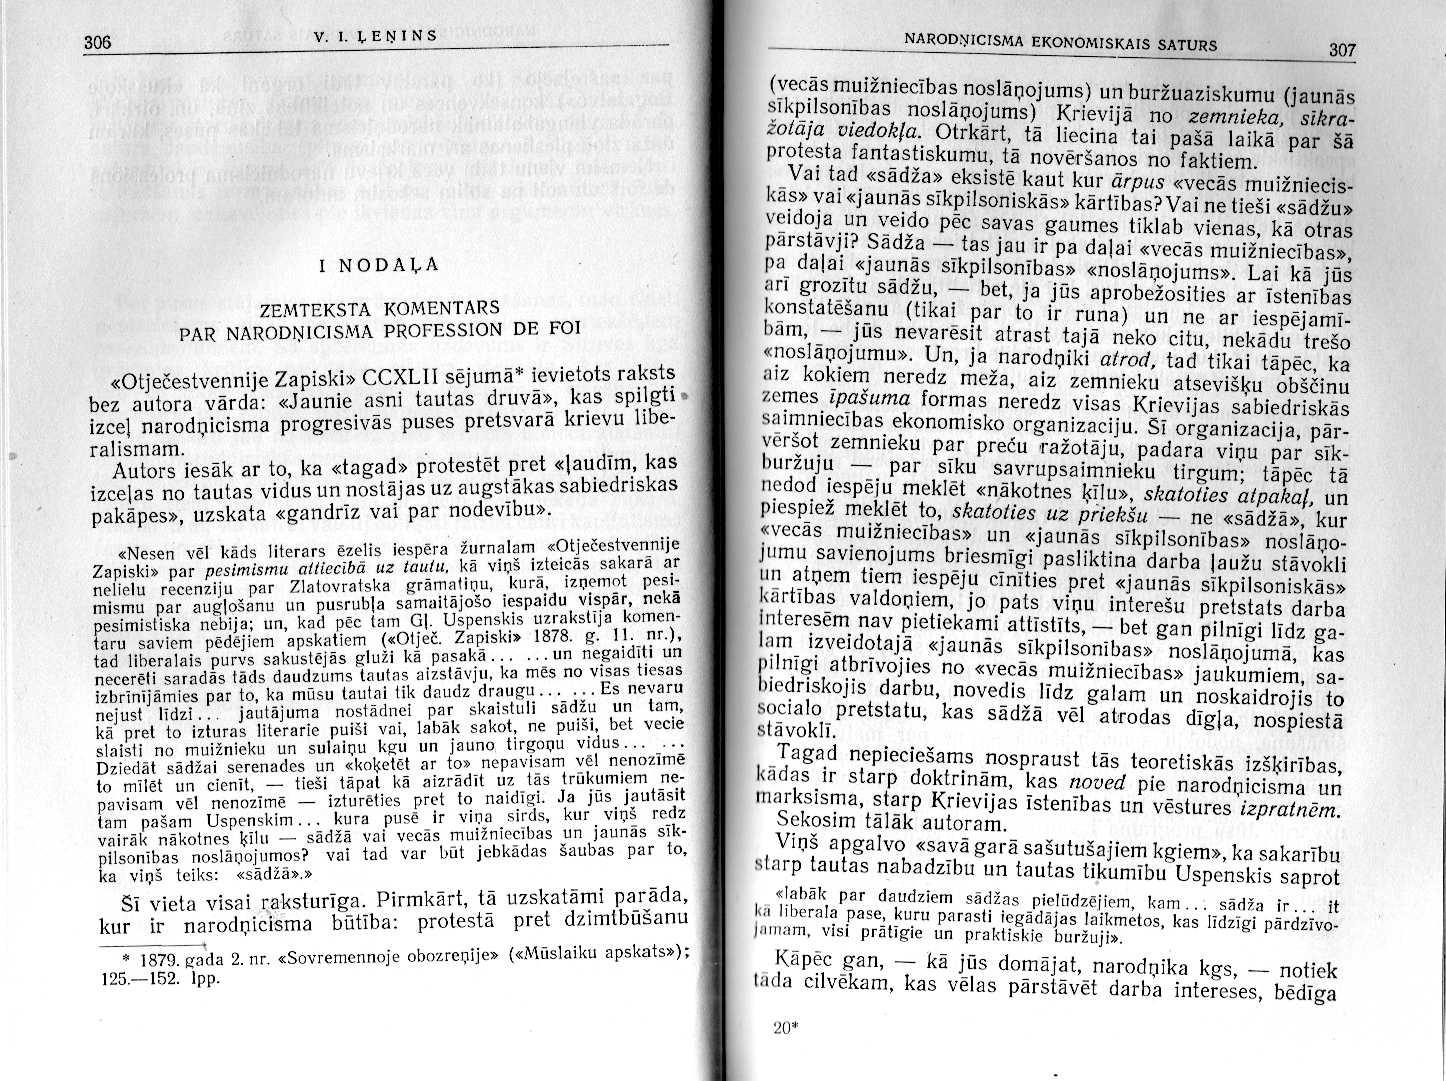 306
V. I. ĻEŅINS
I NODAĻA
ZEMTEKSTA KOMENTARS
PAR NARODŅICISMA PROFESSION DE FOI
«Otječestvennije Zapiski» CCXLII sējumā* ievietots raksts
bez autora vārda: «Jaunie asni tautas druvā», kas spilgti
izceļ narodņicisma progresivās puses pretsvarā krievu libe-
ralismam.
Autors iesāk ar to, ka «tagad» protestēt pret «ļaudīm, kas
izceļas no tautas vidus un nostājas uz augstākas sabiedriskas
pakāpes», uzskata «gandrīz vai par nodevību».
«Nesen vēl kāds literars ēzelis iespēra žurnalam «Otječestvennije
Zapiski» par pesimismu attiecībā uz tautu, kā viņš izteicās sakarā ar
nelielu recenziju par Zlatovratska grāmatiņu, kurā, izņemot pesi-
mismu par augļošanu un pusrubļa samaitājošo iespaidu vispār, nekā
pesimistiska nebija; un, kad pēc tam Gļ. Uspenskis uzrakstīja komen-
taru saviem pēdējiem apskatiem («Otječ. Zapiski» 1878. g. 11. nr.),
tad liberalais purvs sakustējās gluži kā pasakā... ...un negaidīti un
necerēti saradās tāds daudzums tautas aizstāvju, ka mēs no visas tiesas
izbrīnījāmies par to, ka mūsu tautai tik daudz draugu... ...Es nevaru
nejust līdzi... jautājuma nostādnei par skaistuli sādžu un tam,
kā pret to izturas literarie puiši vai, labāk sakot, ne puiši, bet vecie
slaisti no muižnieku un sulaiņu kgu un jauno tirgoņu vidus... ...
Dziedāt sādžai serenades un «koķetēt ar to» nepavisam vēl nenozīmē
to mīlēt un cienīt, — tieši tāpat kā aizrādīt uz tās trūkumiem ne-
pavisam vēl nenozīmē — izturēties pret to naidīgi. Ja jūs jautāsit
tam pašam Uspenskim... kura pusē ir viņa sirds, kur viņš redz
vairāk nākotnes ķīlu — sādžā vai vecās muižniecības un jaunās sīk-
pilsonības noslāņojumos? vai tad var būt jebkādas šaubas par to,
ka viņš teiks: «sādžā».»
Šī vieta visai raksturīga. Pirmkārt, tā uzskatāmi parāda,
kur ir narodņicisma būtība: protestā pret dzimtbūšanu
* 1879. gada 2. nr. «Sovremennoje obozreņije» («Mūslaiku apskats»);
125.—152. lpp.
NARODŅICISMA EKONOMISKAIS SATURS
307
(vecās muižniecības noslāņojums) un buržuaziskumu (jaunās
sīkpilsonības noslāņojums) Krievijā no zemnieka, sīkra-
žotāja viedokļa. Otrkārt, tā liecina tai pašā laikā par šā
protesta fantastiskumu, tā novēršanos no faktiem.
Vai tad «sādža» eksistē kaut kur ārpus «vecās muižniecis-
kās» vai «jaunās sīkpilsoniskās» kārtības? Vai ne tieši «sādžu»
veidoja un veido pēc savas gaumes tiklab vienas, kā otras
pārstāvji? Sādža — tas jau ir pa daļai «vecās muižniecības»,
pa daļai «jaunās sīkpilsonības» «noslāņojums». Lai kā jūs
arī grozītu sādžu, — bet, ja jūs aprobežosities ar īstenības
konstatēšanu (tikai par to ir runa) un ne ar iespējamī-
bām, — jūs nevarēsit atrast tajā neko citu, nekādu trešo
«noslāņojumu». Un, ja narodņiki atrod, tad tikai tāpēc, ka
aiz kokiem neredz meža, aiz zemnieku atsevišķu obščinu
zemes īpašuma formas neredz visas Krievijas sabiedriskās
saimniecības ekonomisko organizaciju. Šī organizacija, pār-
vēršot zemnieku par preču ražotāju, padara viņu par sīk-
buržuju — par sīku savrupsaimnieku tirgum; tāpēc tā
nedod iespēju meklēt «nākotnes ķīlu», skatoties atpakaļ, un
piespiež meklēt to, skatoties uz priekšu — ne «sādžā», kur
«vecās muižniecības» un «jaunās sīkpilsonības» noslāņo-
jumu savienojums briesmīgi pasliktina darba ļaužu stāvokli
un atņem tiem iespēju cīnīties pret «jaunās sīkpilsoniskās»
kārtības valdoņiem, jo pats viņu interešu pretstats darba
interesēm nav pietiekami attīstīts, — bet gan pilnīgi līdz ga-
lam izveidotajā «jaunās sīkpilsonības» noslāņojumā, kas
pilnīgi atbrīvojies no «vecās muižniecības» jaukumiem, sa-
biedriskojis darbu, novedis līdz galam un noskaidrojis to
socialo pretstatu, kas sādžā vēl atrodas dīgļa, nospiestā
stāvoklī.
Tagad nepieciešams nospraust tās teoretiskās izšķirības,
kādas ir starp doktrinām, kas noved pie narodņicisma un
marksisma, starp Krievijas īstenības un vēstures izpratnēm.
Sekosim tālāk autoram.
Viņš apgalvo «savā garā sašutušajiem kgiem», ka sakarību
starp tautas nabadzību un tautas tikumību Uspenskis saprot
«labāk par daudziem sādžas pielūdzējiem, kam... sādža ir... it
kā liberala pase, kuru parasti iegādājas laikmetos, kas līdzīgi pārdzīvo-
jamam, visi prātīgie un praktiskie buržuji».
Kāpēc gan, — kā jūs domājat, narodņika kgs, — notiek
tāda cilvēkam, kas vēlas pārstāvēt darba intereses, bēdīga
20*